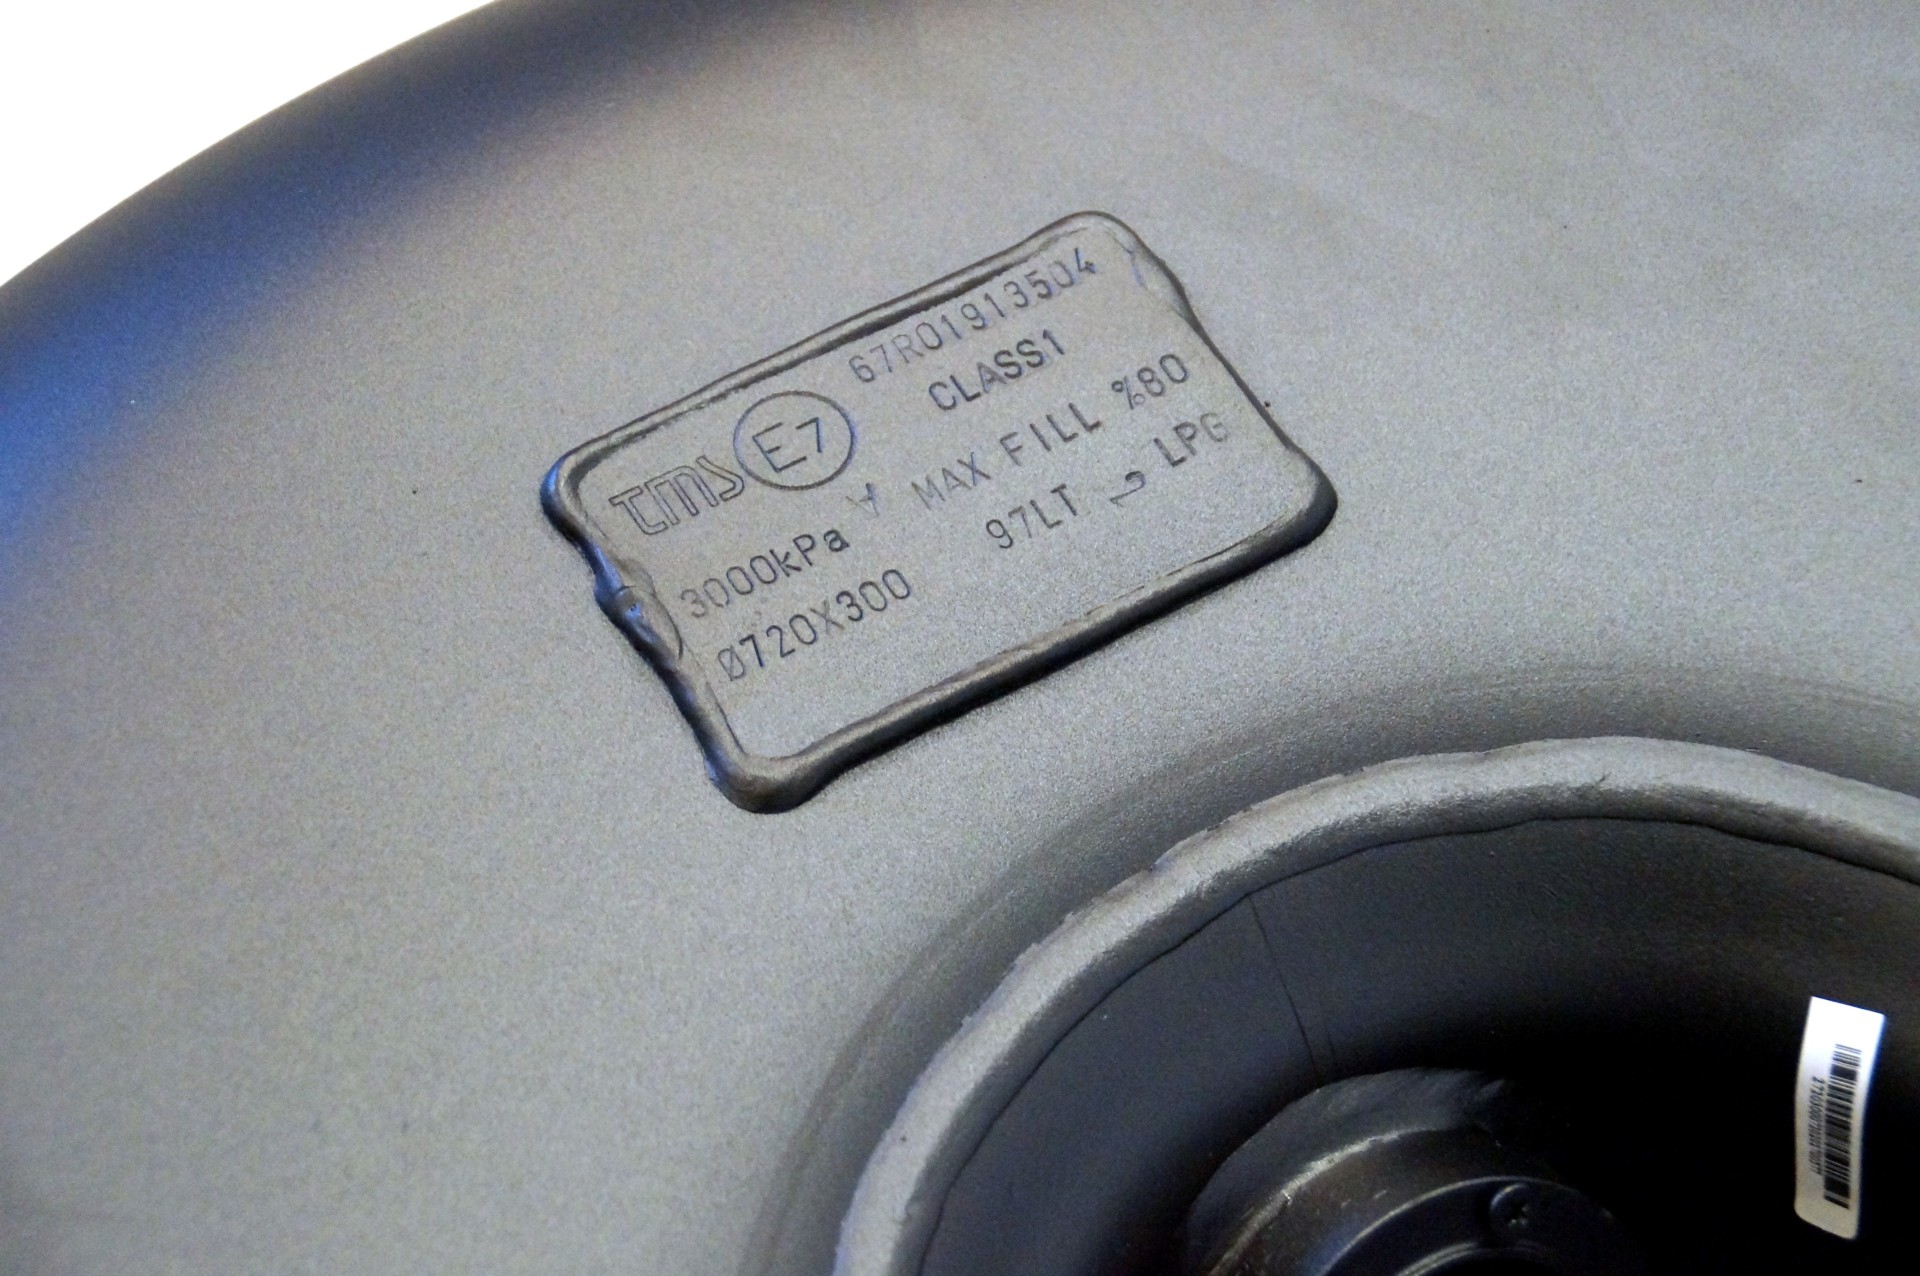 67R01913504
CLASS1
TMS E7
MAX FILL %80
3000kPa
97LT LPG
Ø720X300